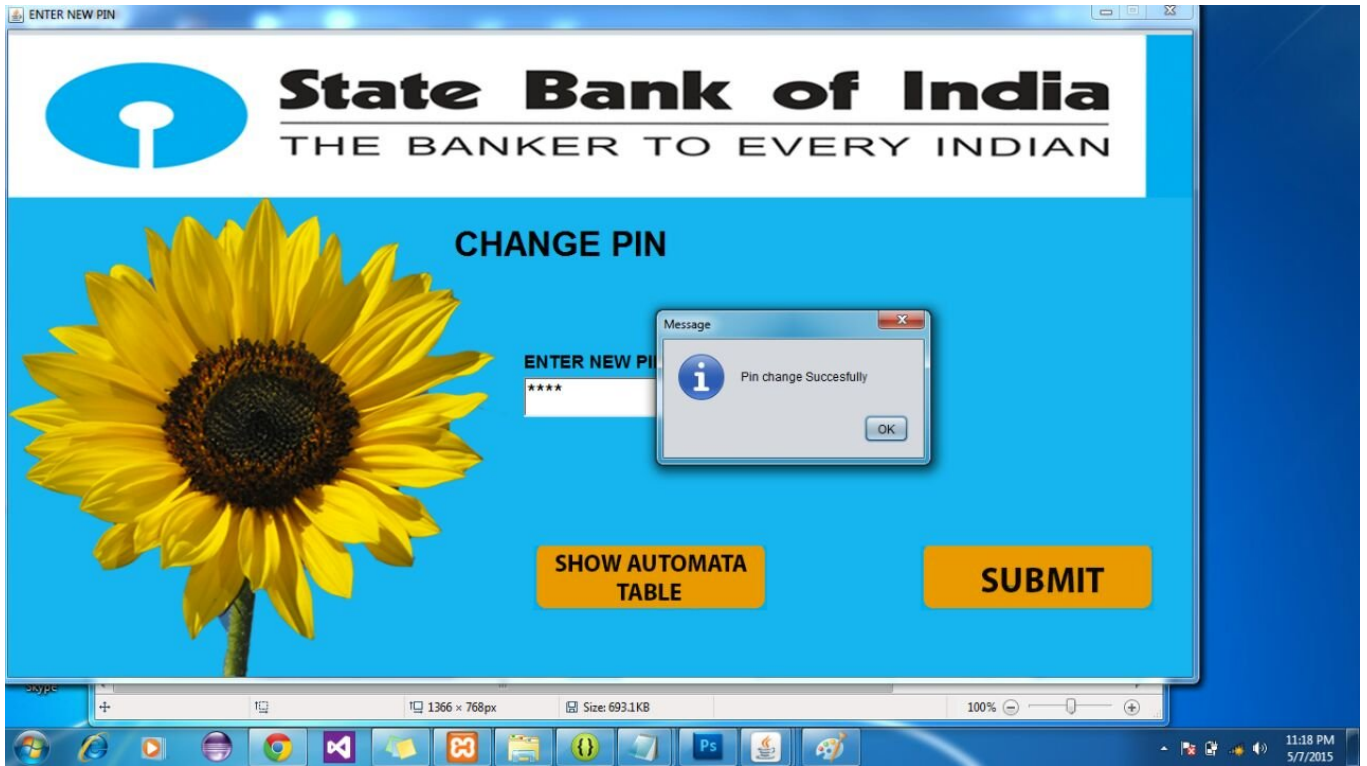 ENTER NEW PIN
State Bank of India
THE BANKER TO EVERY INDIAN
CHANGE PIN
Message
ENTER NEW PI
****
Pin change Succesfully
OK
SHOW AUTOMATA
TABLE
SUBMIT
Skype
1366 × 768px
Size: 693.1KB
100%
Ps
11:18 PM
5/7/2015